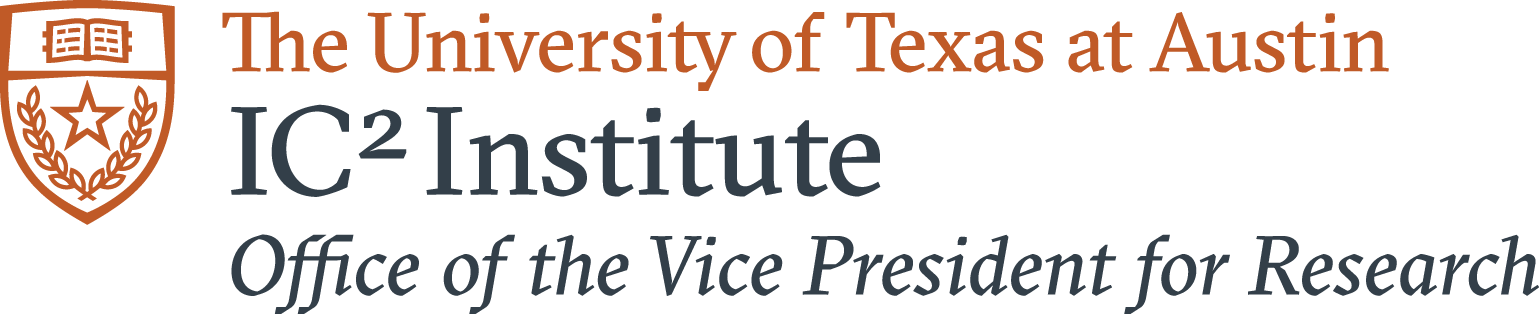 The University of Texas at Austin
IC² Institute
Office of the Vice President for Research